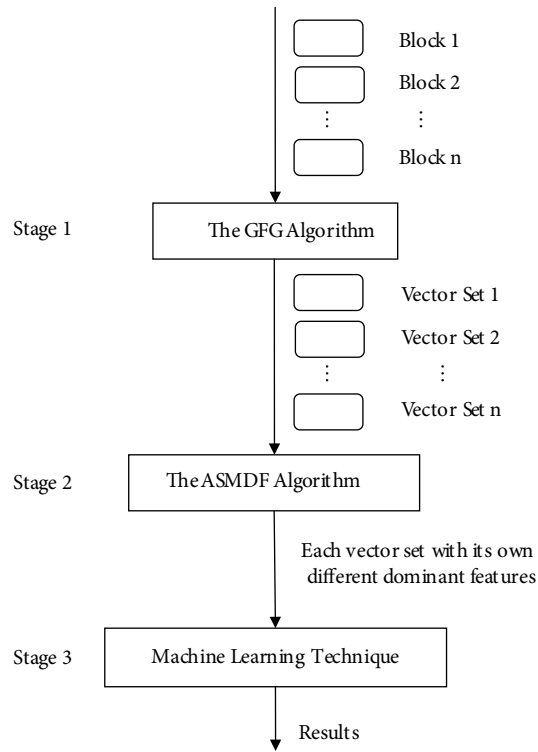 Block 1
Block 2
⋮ ⋮
Block n
Stage 1
The GFG Algorithm
Vector Set 1
Vector Set 2
⋮ ⋮
Vector Set n
Stage 2
The ASMDF Algorithm
Each vector set with its own
different dominant features
Stage 3
Machine Learning Technique
Results